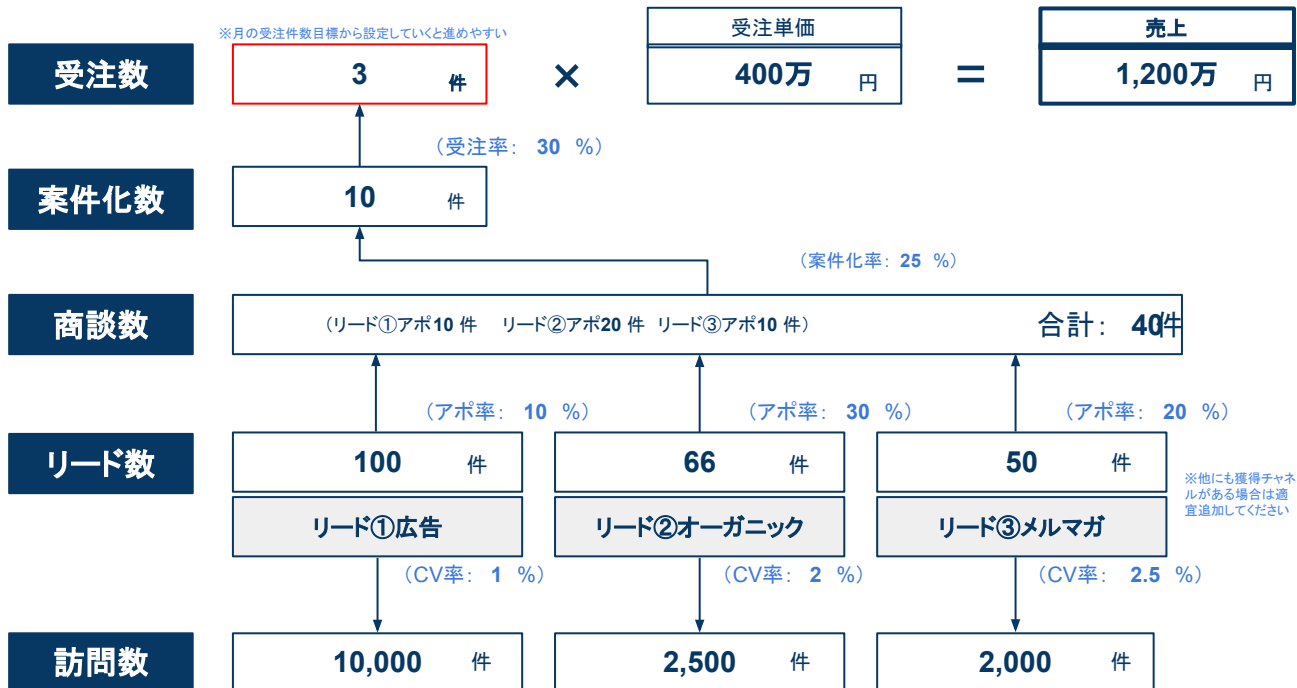 ※月の受注件数目標から設定していくと進めやすい
受注数
3 件
×
受注単価
400万 円
=
売上
1,200万 円
（受注率： 30 %）
案件化数
10 件
（案件化率： 25 %）
商談数
（リード①アポ10 件 リード②アポ20 件 リード③アポ10 件）
合計： 40件
（アポ率： 10 %）
（アポ率： 30 %）
（アポ率： 20 %）
リード数
100 件
66 件
50 件
※他にも獲得チャネ
ルがある場合は適
宜追加してください
リード①広告
リード②オーガニック
リード③メルマガ
（CV率： 1 %）
（CV率： 2 %）
（CV率： 2.5 %）
訪問数
10,000 件
2,500 件
2,000 件